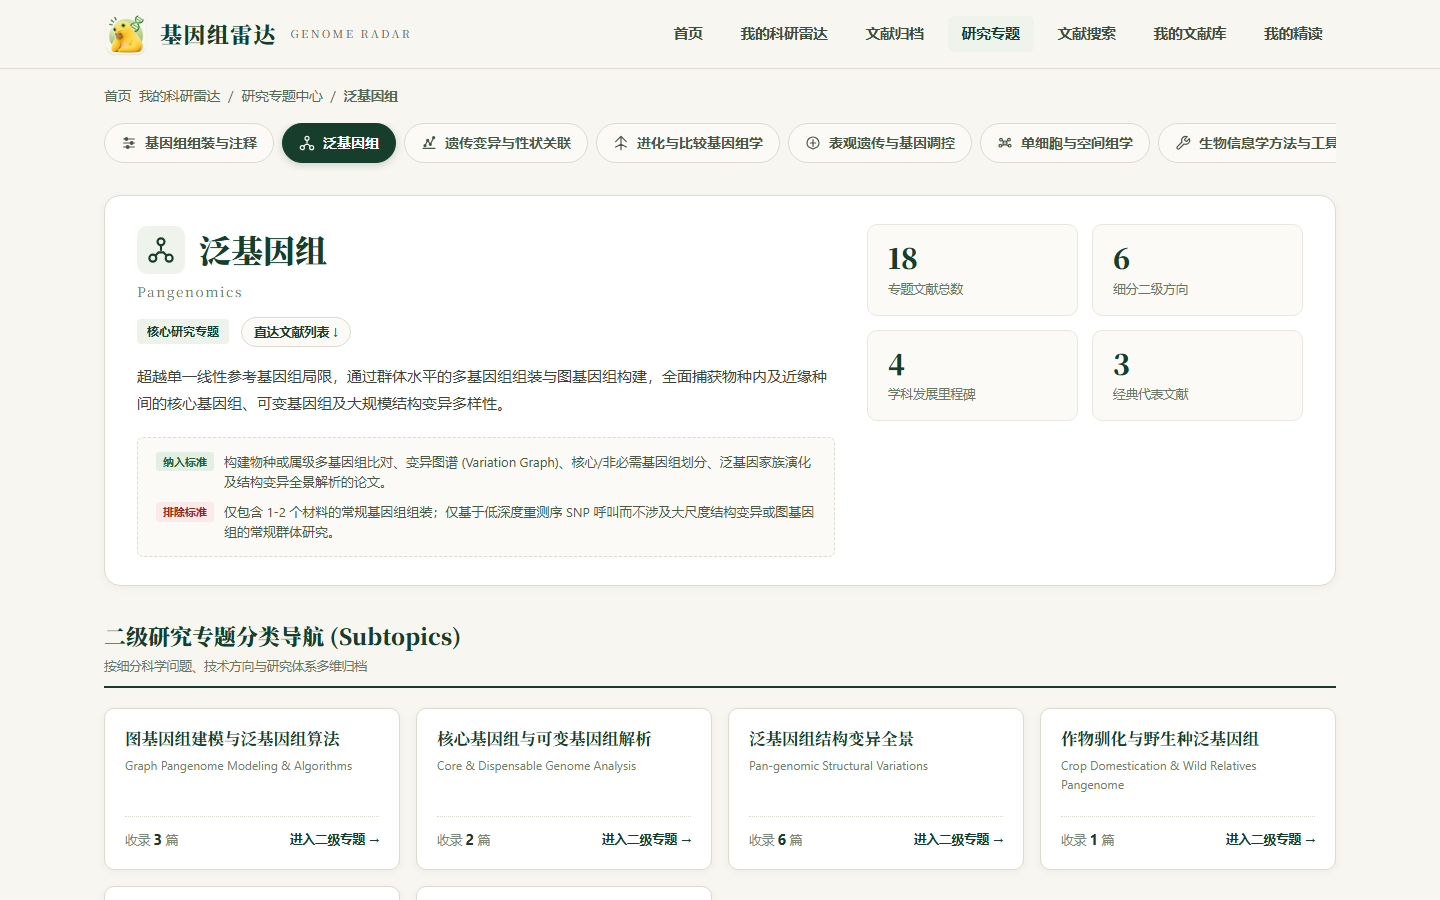 基因组雷达 GENOME RADAR 首页 我的科研雷达 文献归档 研究专题 文献搜索 我的文献库 我的精读
首页 我的科研雷达 / 研究专题中心 / 泛基因组
基因组组装与注释 泛基因组 遗传变异与性状关联 进化与比较基因组学 表观遗传与基因调控 单细胞与空间组学 生物信息学方法与工具
泛基因组
Pangenomics
核心研究专题 直达文献列表 ↓
超越单一线性参考基因组局限，通过群体水平的多基因组组装与图基因组构建，全面捕获物种内及近缘种
间的核心基因组、可变基因组及大规模结构变异多样性。
纳入标准 构建物种或属级多基因组比对、变异图谱 (Variation Graph)、核心/非必需基因组划分、泛基因家族演化
及结构变异全景解析的论文。
排除标准 仅包含 1-2 个材料的常规基因组组装；仅基于低深度重测序 SNP 呼叫而不涉及大尺度结构变异或图基因
组的常规群体研究。
18
专题文献总数
6
细分二级方向
4
学科发展里程碑
3
经典代表文献
二级研究专题分类导航 (Subtopics)
按细分科学问题、技术方向与研究体系多维归档
图基因组建模与泛基因组算法
Graph Pangenome Modeling & Algorithms
收录 3 篇 进入二级专题 →
核心基因组与可变基因组解析
Core & Dispensable Genome Analysis
收录 2 篇 进入二级专题 →
泛基因组结构变异全景
Pan-genomic Structural Variations
收录 6 篇 进入二级专题 →
作物驯化与野生种泛基因组
Crop Domestication & Wild Relatives
Pangenome
收录 1 篇 进入二级专题 →